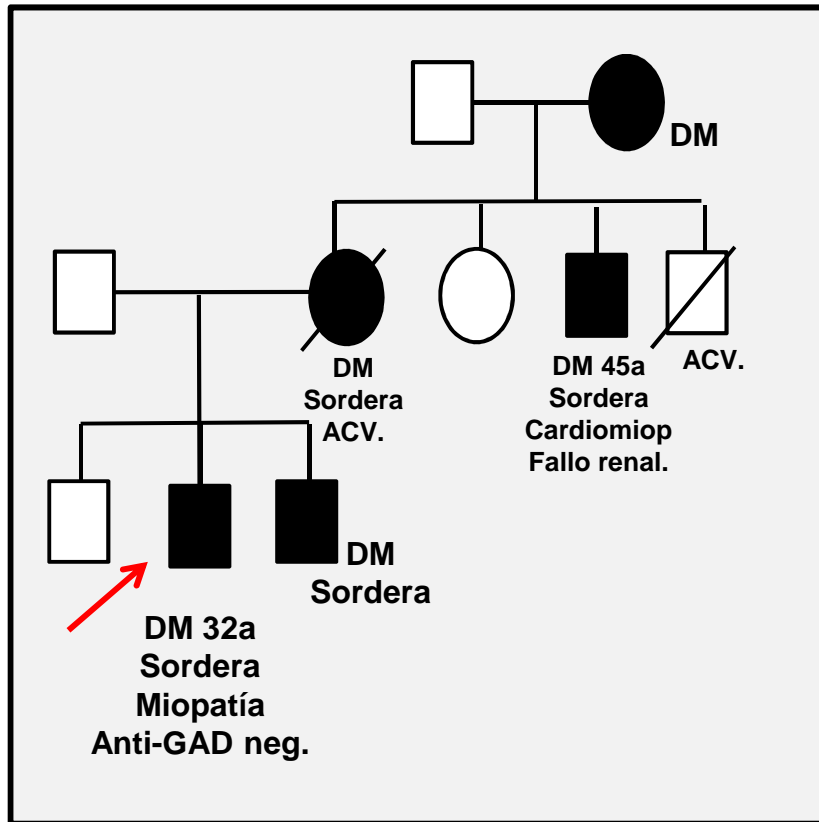 DM
DM
Sordera
ACV.
DM 45a
Sordera
Cardiomiop
Fallo renal.
ACV.
DM 32a
Sordera
Miopatía
Anti-GAD neg.
DM
Sordera